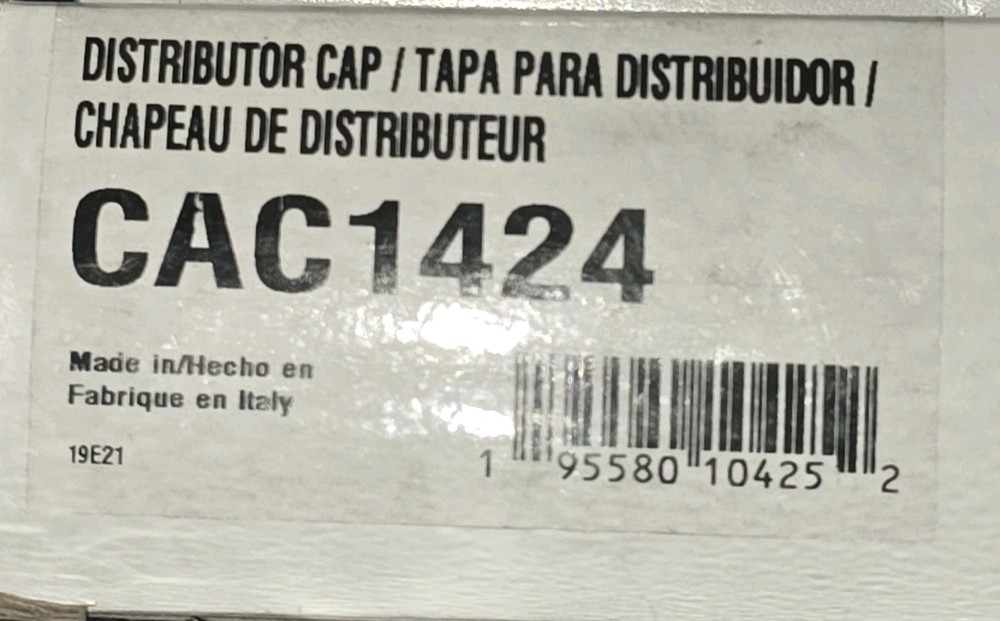 DISTRIBUTOR CAP / TAPA PARA DISTRIBUIDOR /
CHAPEAU DE DISTRIBUTEUR
CAC1424
Made in/Hecho en
Fabrique en Italy
19E21
1 95580 10425 2